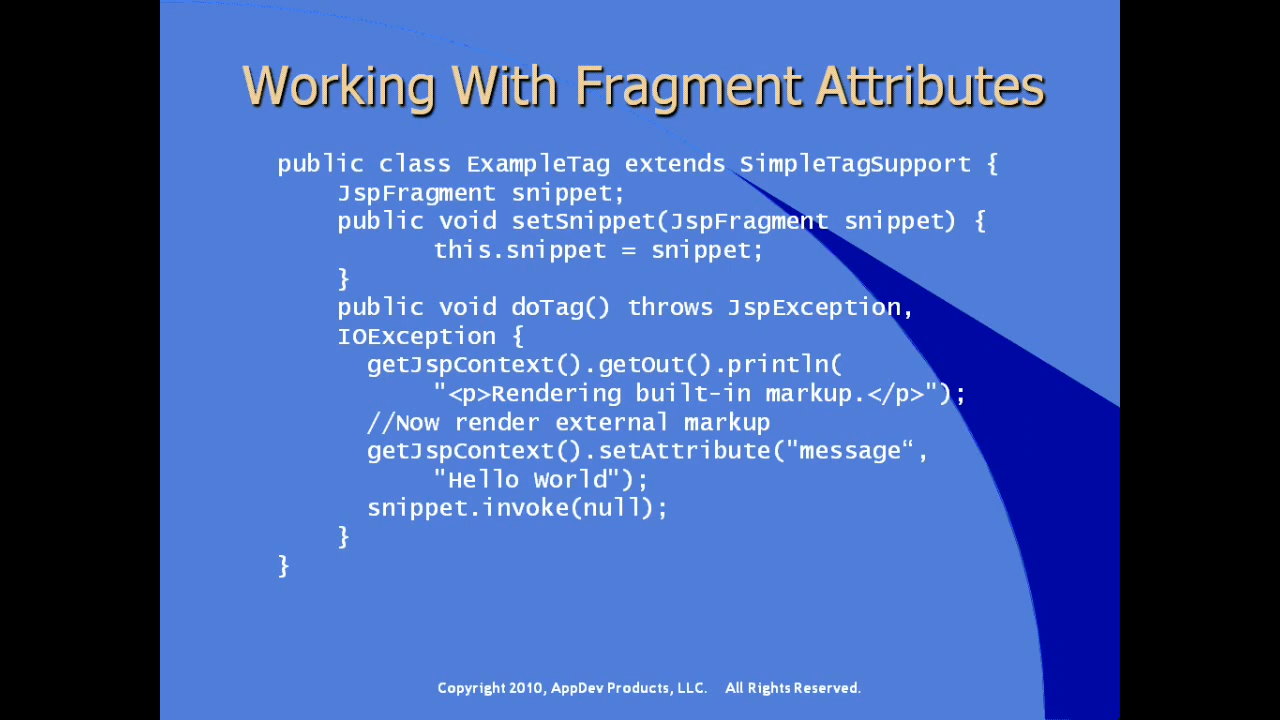 Working With Fragment Attributes
public class ExampleTag extends SimpleTagSupport {
JspFragment snippet;
public void setSnippet(JspFragment snippet) {
this.snippet = snippet;
}
public void doTag() throws JspException,
IOException {
getJspContext().getOut().println(
"<p>Rendering built-in markup.</p>");
//Now render external markup
getJspContext().setAttribute("message“,
"Hello World");
snippet.invoke(null);
}
}
Copyright 2010, AppDev Products, LLC. All Rights Reserved.